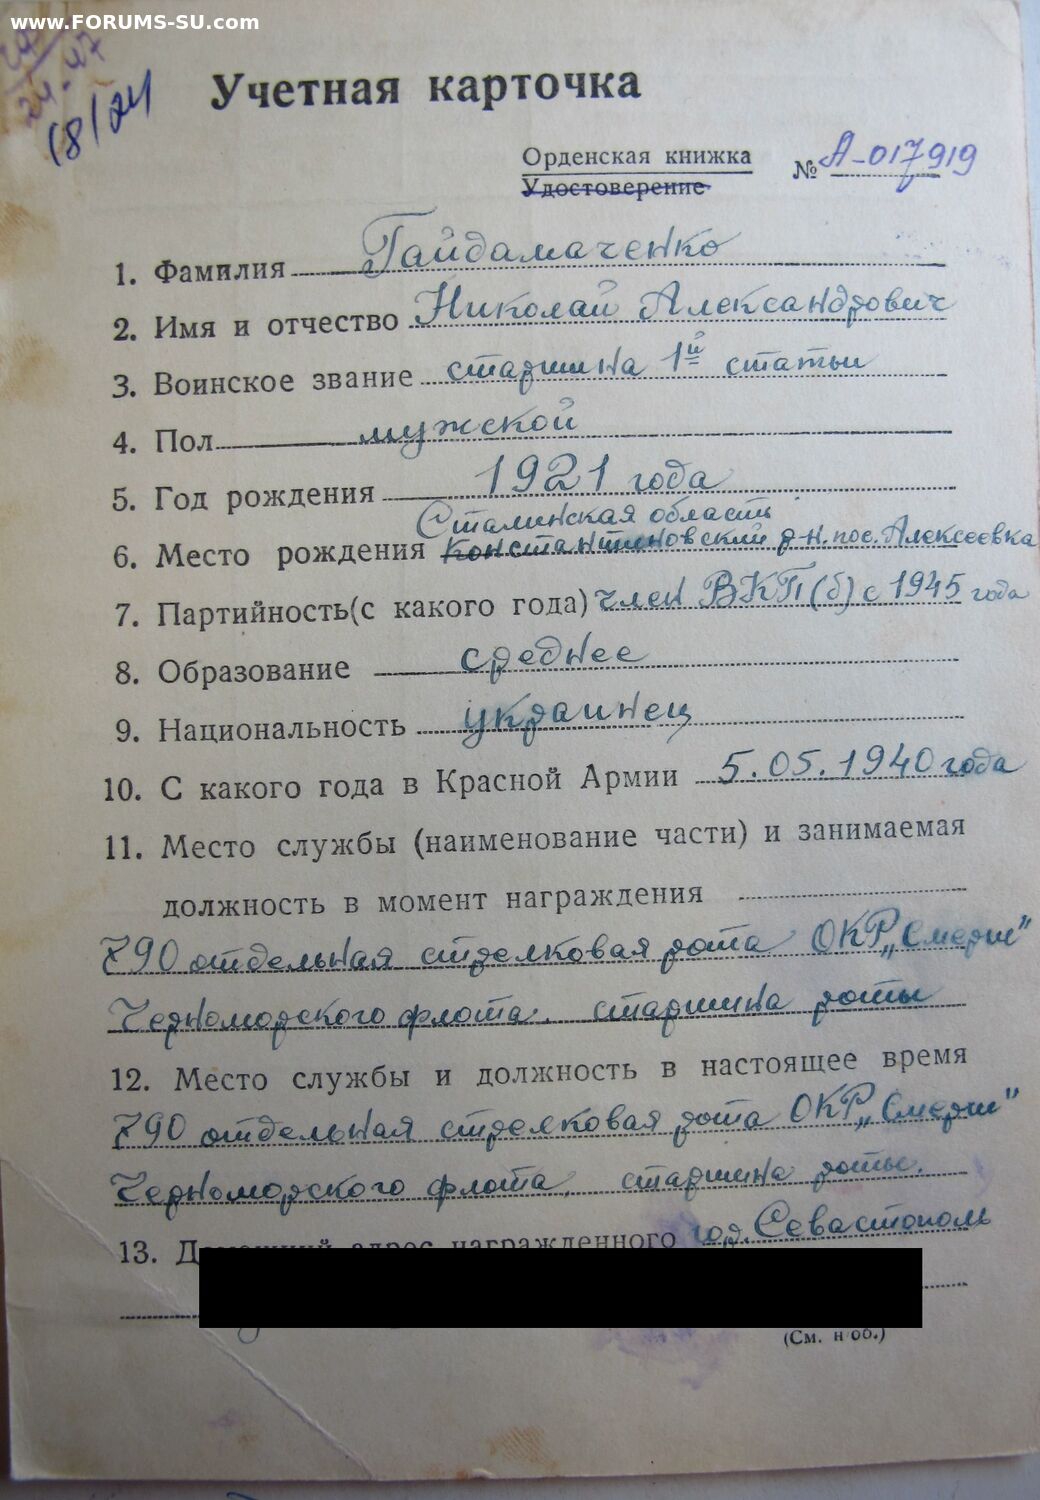 www.FORUMS-SU.com
18/24
Учетная карточка
Орденская книжка
Удостоверение
№ А-017919
1. Фамилия Гайдамаченко
2. Имя и отчество Николай Александрович
3. Воинское звание старшина 1й статьи
4. Пол мужской
5. Год рождения 1921 года
Сталинская область
6. Место рождения Константиновский р-н. пос. Алексеевка
7. Партийность(с какого года) член ВКП(б) с 1945 года
8. Образование среднее
9. Национальность украинец
10. С какого года в Красной Армии 5.05.1940 года
11. Место службы (наименование части) и занимаемая
должность в момент награждения
790 отдельная стрелковая рота ОКР „Смерш"
Черноморского флота. старшина роты
12. Место службы и должность в настоящее время
790 отдельная стрелковая рота ОКР „Смерш"
Черноморского флота. старшина роты.
13. Домашний адрес награжденного гор. Севастополь
(См. н об.)